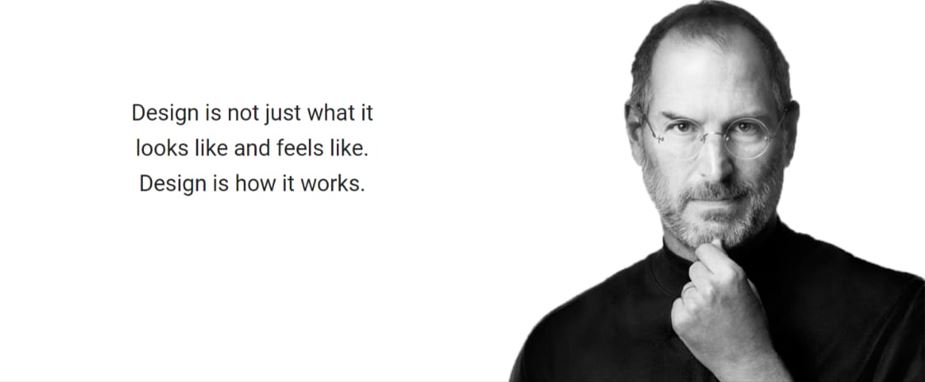 Design is not just what it
looks like and feels like.
Design is how it works.